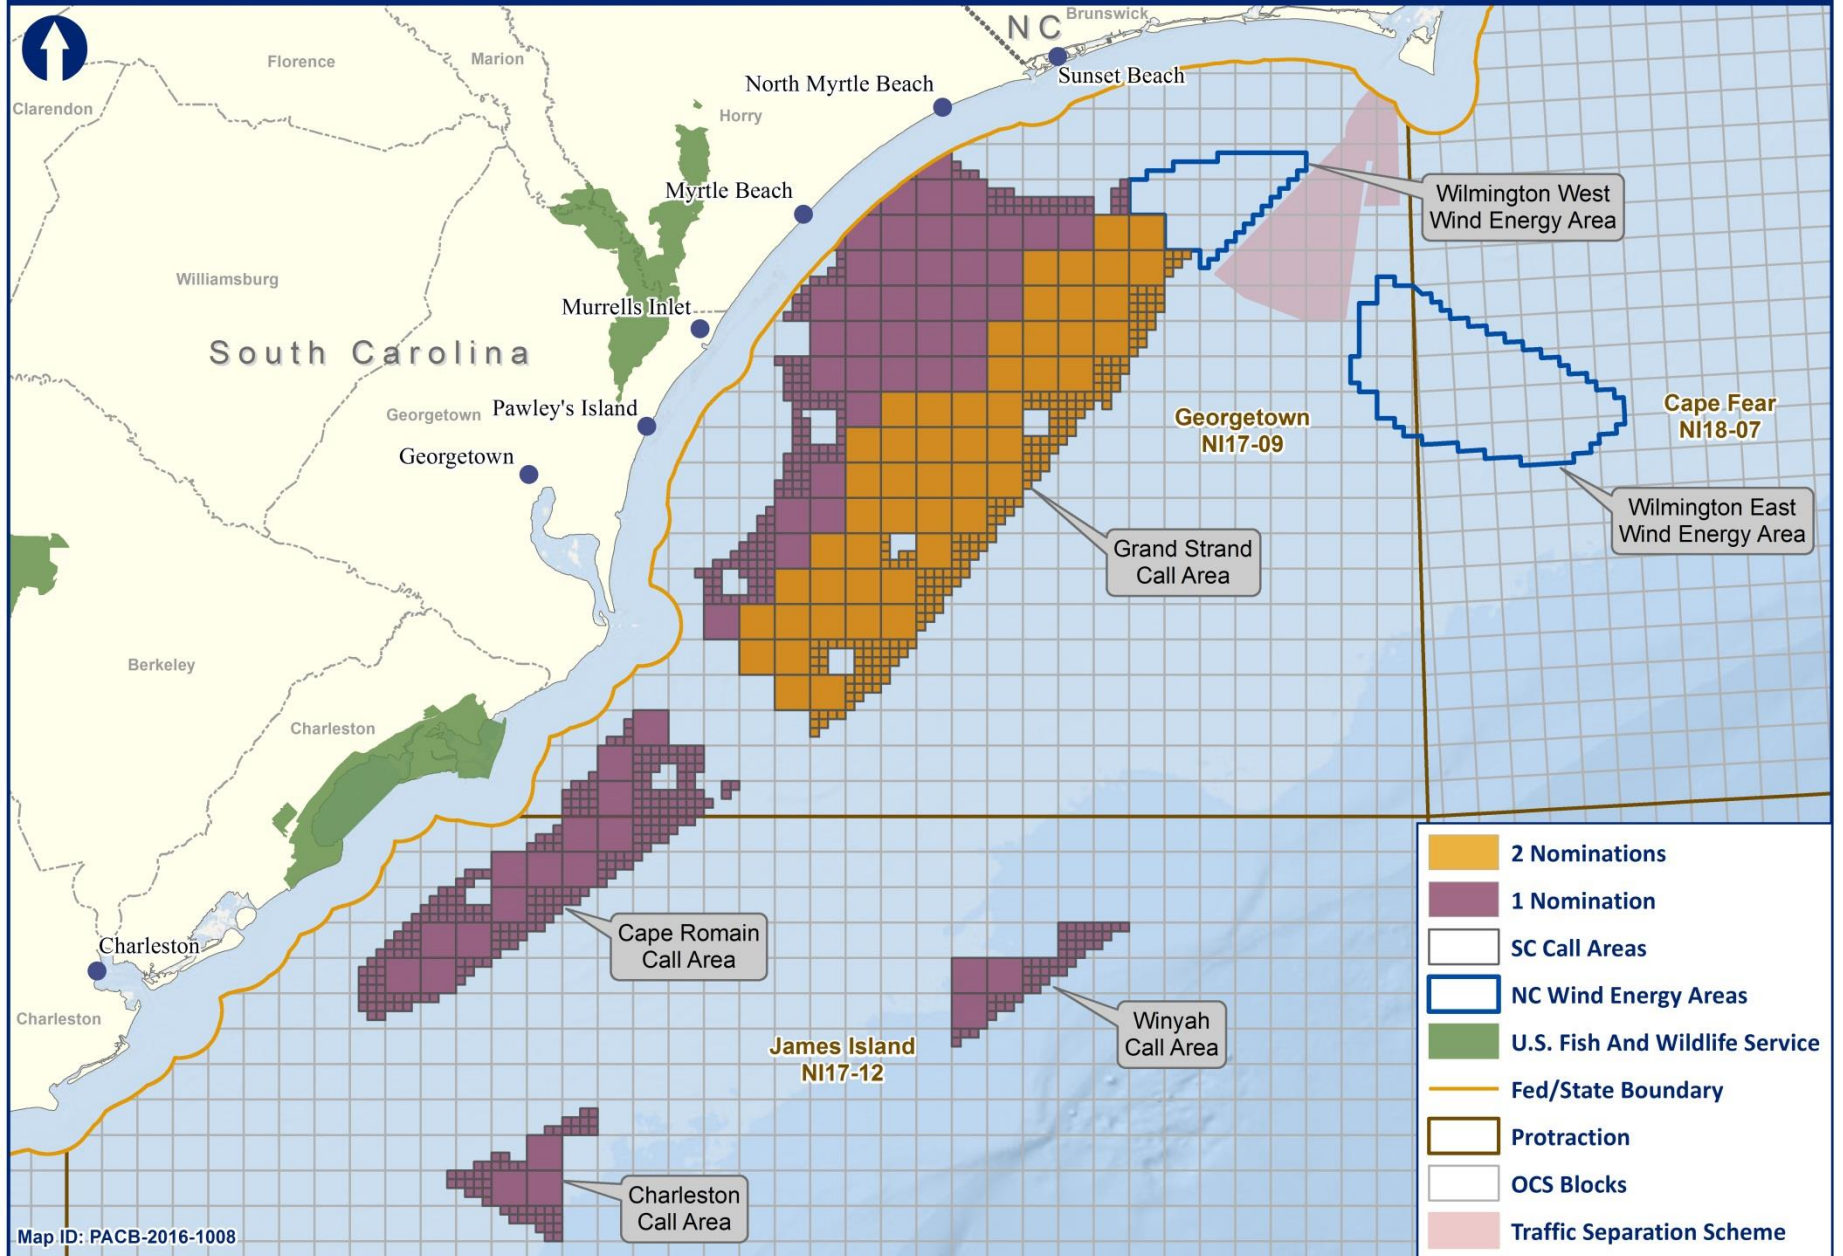 NC
Brunswick
Florence
Marion
Sunset Beach
North Myrtle Beach
Clarendon
Horry
Myrtle Beach
Wilmington West
Wind Energy Area
Williamsburg
Murrells Inlet
South Carolina
Pawley's Island
Georgetown
Georgetown
NI17-09
Cape Fear
NI18-07
Georgetown
Wilmington East
Wind Energy Area
Grand Strand
Call Area
Berkeley
Charleston
Cape Romain
Call Area
Charleston
Charleston
Winyah
Call Area
James Island
NI17-12
Charleston
Call Area
Map ID: PACB-2016-1008
2 Nominations
1 Nomination
SC Call Areas
NC Wind Energy Areas
U.S. Fish And Wildlife Service
Fed/State Boundary
Protraction
OCS Blocks
Traffic Separation Scheme